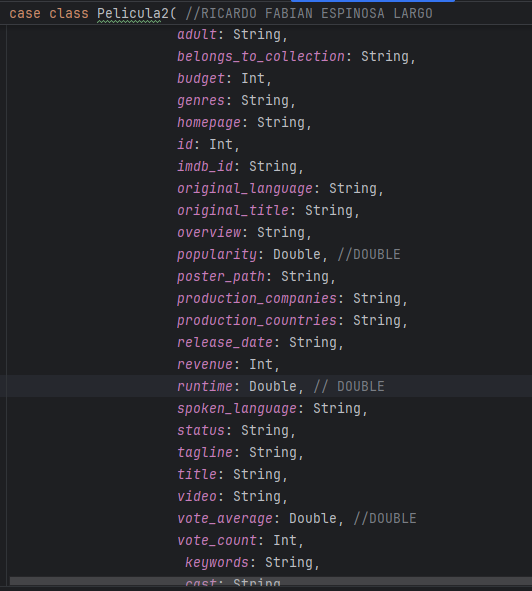 case class Pelicula2( //RICARDO FABIAN ESPINOSA LARGO
adult: String,
belongs_to_collection: String,
budget: Int,
genres: String,
homepage: String,
id: Int,
imdb_id: String,
original_language: String,
original_title: String,
overview: String,
popularity: Double, //DOUBLE
poster_path: String,
production_companies: String,
production_countries: String,
release_date: String,
revenue: Int,
runtime: Double, // DOUBLE
spoken_language: String,
status: String,
tagline: String,
title: String,
video: String,
vote_average: Double, //DOUBLE
vote_count: Int,
keywords: String,
cast: String